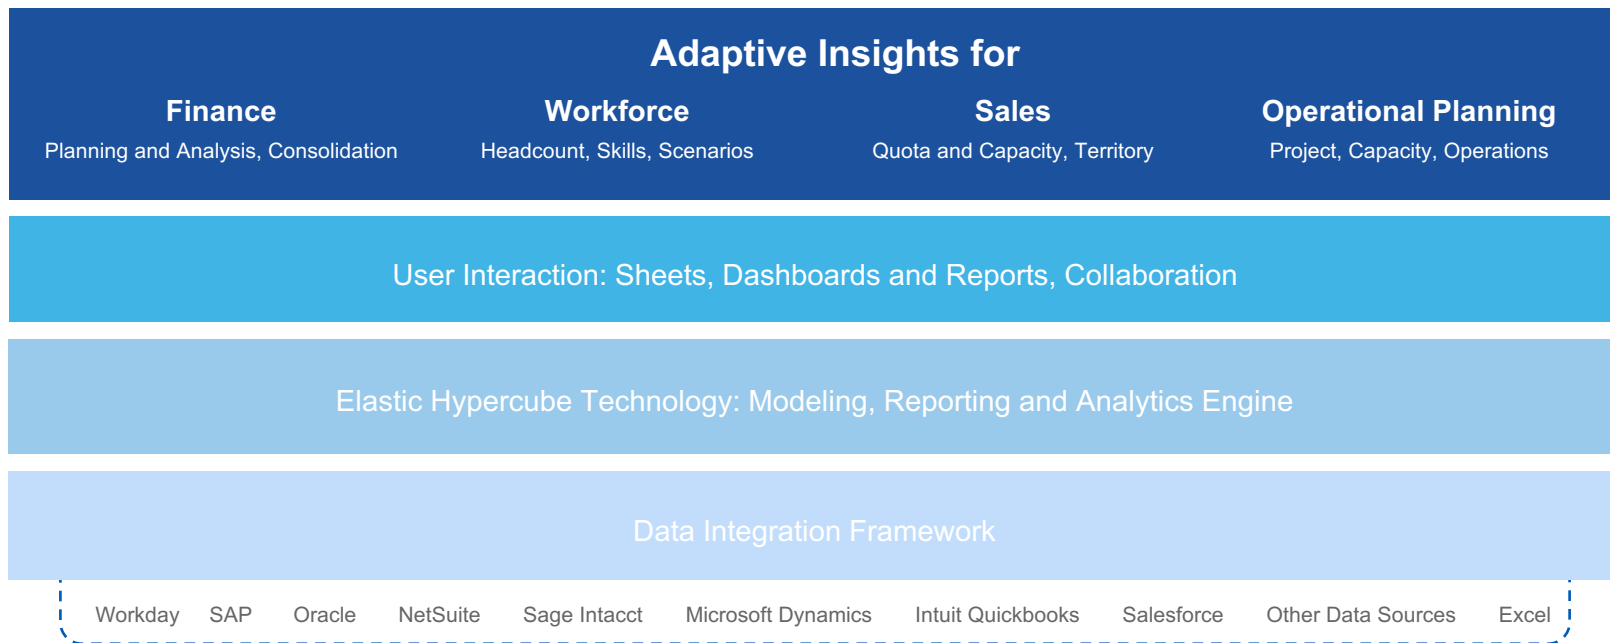 Adaptive Insights for
Finance
Planning and Analysis, Consolidation
Workforce
Headcount, Skills, Scenarios
Sales
Quota and Capacity, Territory
Operational Planning
Project, Capacity, Operations
User Interaction: Sheets, Dashboards and Reports, Collaboration
Elastic Hypercube Technology: Modeling, Reporting and Analytics Engine
Data Integration Framework
Workday SAP Oracle NetSuite Sage Intacct Microsoft Dynamics Intuit Quickbooks Salesforce Other Data Sources Excel